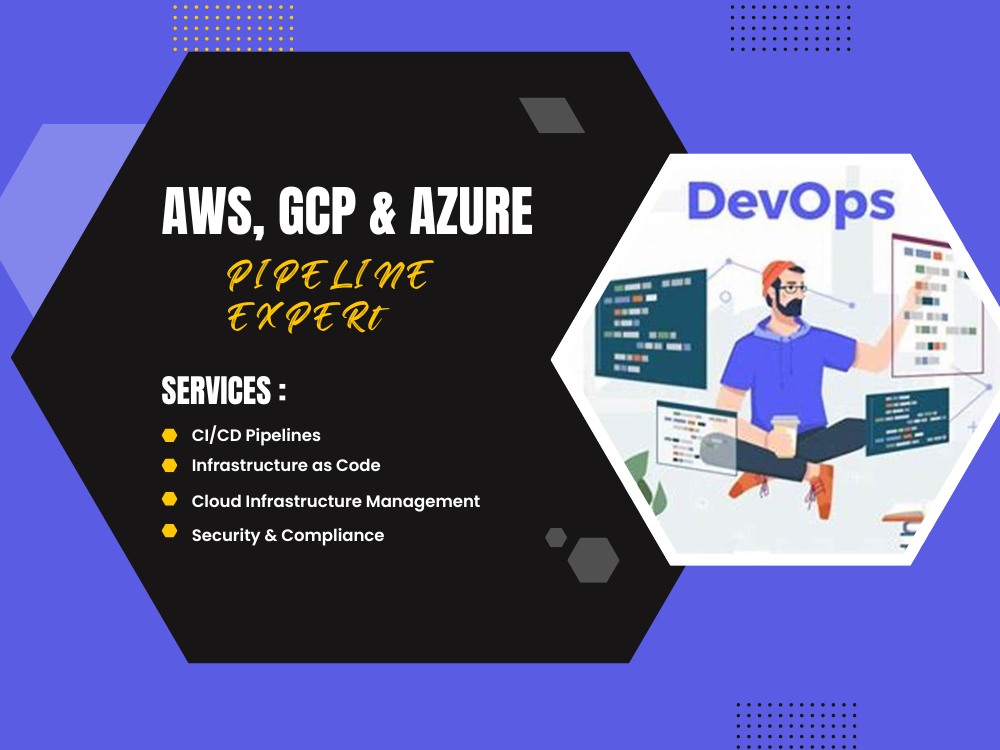 AWS, GCP & AZURE
PIPELINE
EXPERt
SERVICES :
CI/CD Pipelines
Infrastructure as Code
Cloud Infrastructure Management
Security & Compliance
DevOps